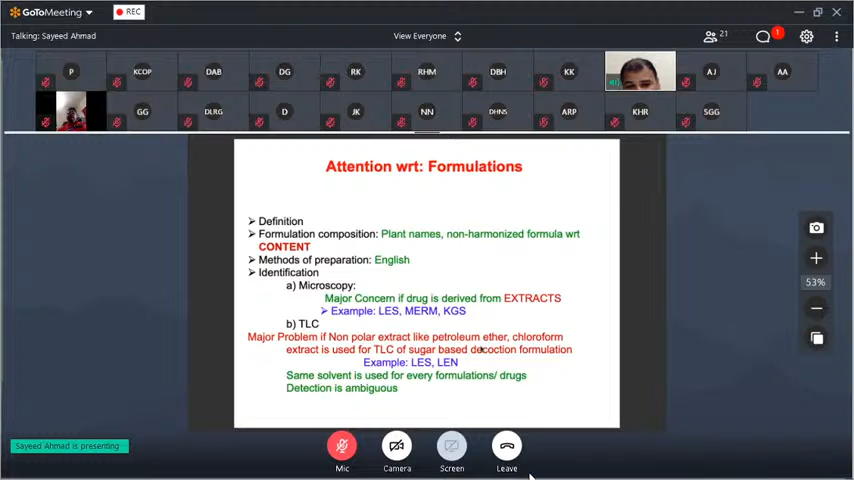 GoToMeeting
REC
Talking: Sayeed Ahmad
View Everyone
21
1
P
KCOP
DAB
DG
RK
RHM
DBH
KK
AJ
AA
GG
DLRG
D
JK
NN
DHNS
ARP
KHR
SGG
Attention wrt: Formulations
Definition
Formulation composition: Plant names, non-harmonized formula wrt
CONTENT
Methods of preparation: English
Identification
a) Microscopy:
Major Concern if drug is derived from EXTRACTS
Example: LES, MERM, KGS
b) TLC
Major Problem if Non polar extract like petroleum ether, chloroform
extract is used for TLC of sugar based decoction formulation
Example: LES, LEN
Same solvent is used for every formulations/ drugs
Detection is ambiguous
53%
Sayeed Ahmad is presenting
Mic
Camera
Screen
Leave